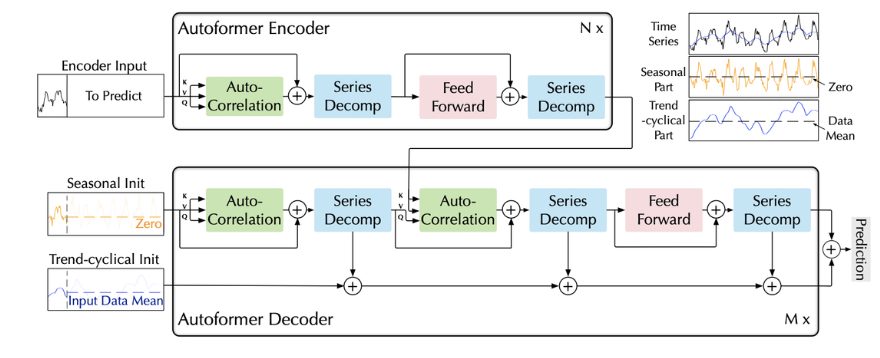 Autoformer Encoder
N x
Encoder Input
To Predict
K
V
Q
Auto-
Correlation
Series
Decomp
Feed
Forward
Series
Decomp
Time
Series
Seasonal
Part
Zero
Trend
-cyclical
Part
Data
Mean
Seasonal Init
Zero
K
V
Q
Auto-
Correlation
Series
Decomp
K
V
Q
Auto-
Correlation
Series
Decomp
Feed
Forward
Series
Decomp
Prediction
Trend-cyclical Init
Input Data Mean
Autoformer Decoder
M x